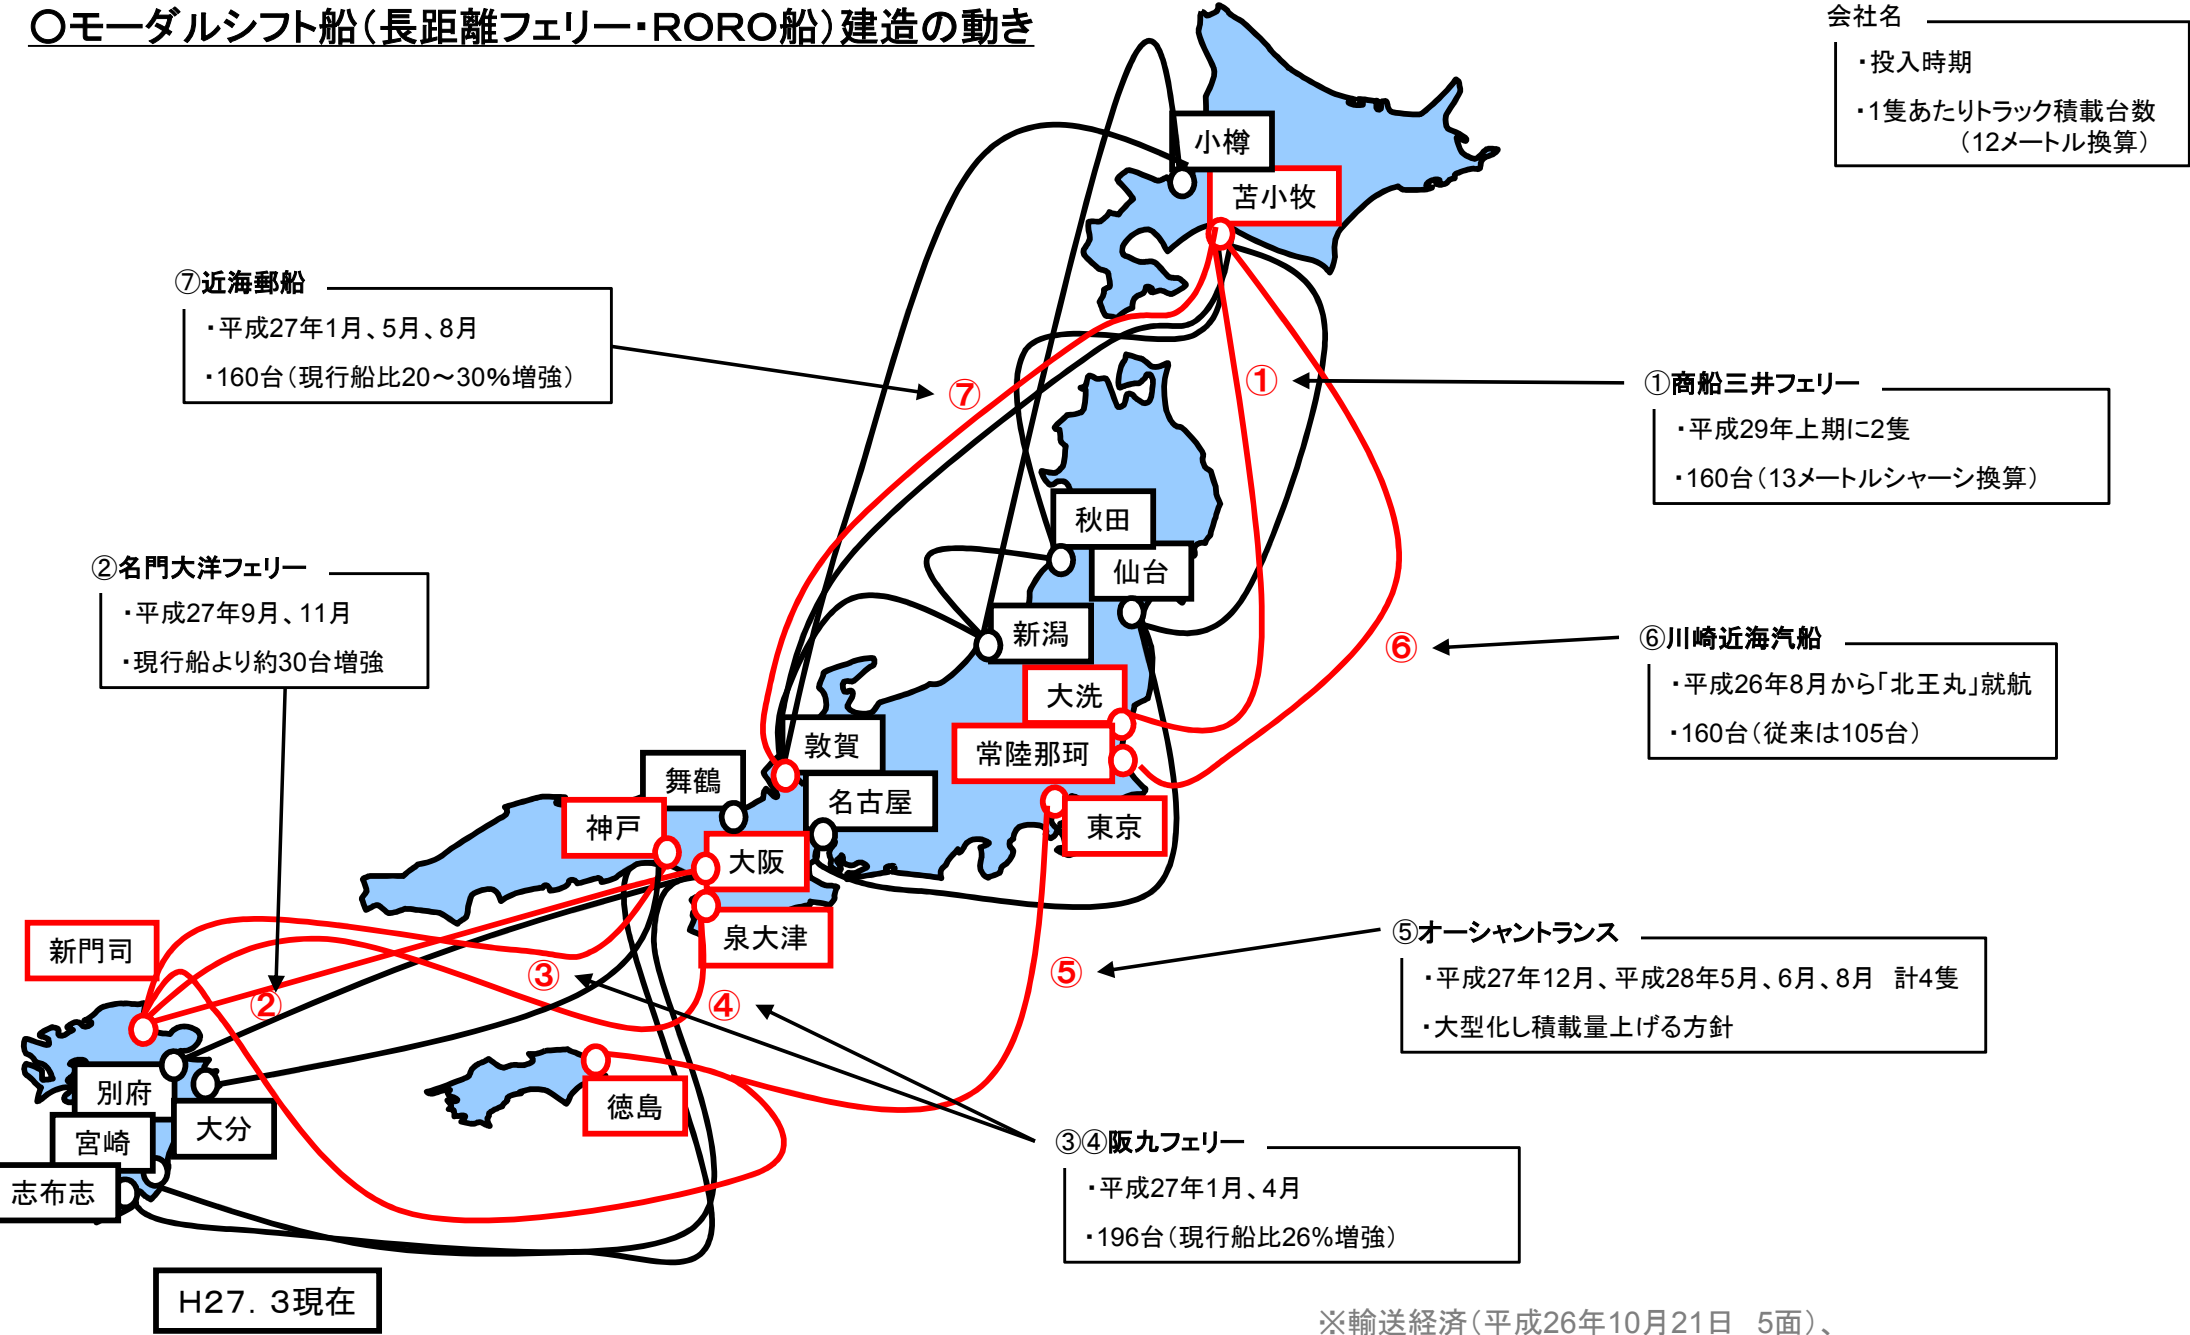 ○モーダルシフト船（長距離フェリー・RORO船）建造の動き
会社名
・投入時期
・1隻あたりトラック積載台数
（12メートル換算）
小樽
苫小牧
⑦近海郵船
・平成27年1月、5月、8月
・160台（現行船比20～30%増強）
⑦
①
①商船三井フェリー
・平成29年上期に2隻
・160台（13メートルシャーシ換算）
秋田
仙台
②名門大洋フェリー
・平成27年9月、11月
・現行船より約30台増強
新潟
⑥
⑥川崎近海汽船
・平成26年8月から「北王丸」就航
・160台（従来は105台）
大洗
敦賀
常陸那珂
舞鶴
名古屋
神戸
東京
大阪
新門司
泉大津
③
②
④
⑤
⑤オーシャントランス
・平成27年12月、平成28年5月、6月、8月　計4隻
・大型化し積載量上げる方針
別府
徳島
宮崎
大分
志布志
③④阪九フェリー
・平成27年1月、4月
・196台（現行船比26%増強）
H27．3現在
※輸送経済（平成26年10月21日　5面）、